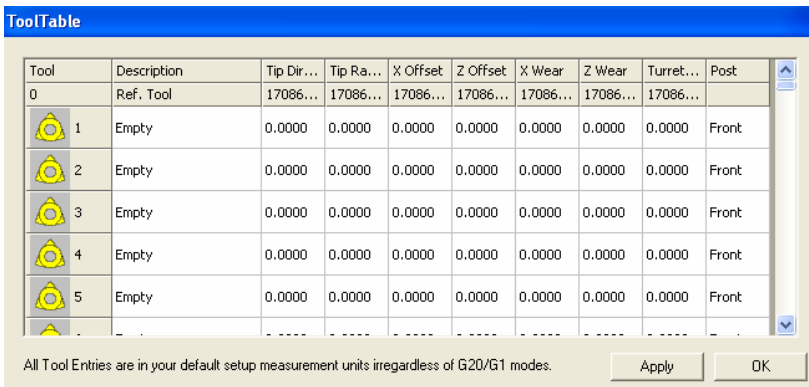 ToolTable
Tool Description Tip Dir... Tip Ra... X Offset Z Offset X Wear Z Wear Turret... Post
0 Ref. Tool 17086... 17086... 17086... 17086... 17086... 17086... 17086...
1 Empty 0.0000 0.0000 0.0000 0.0000 0.0000 0.0000 0.0000 Front
2 Empty 0.0000 0.0000 0.0000 0.0000 0.0000 0.0000 0.0000 Front
3 Empty 0.0000 0.0000 0.0000 0.0000 0.0000 0.0000 0.0000 Front
4 Empty 0.0000 0.0000 0.0000 0.0000 0.0000 0.0000 0.0000 Front
5 Empty 0.0000 0.0000 0.0000 0.0000 0.0000 0.0000 0.0000 Front
All Tool Entries are in your default setup measurement units irregardless of G20/G1 modes. Apply OK